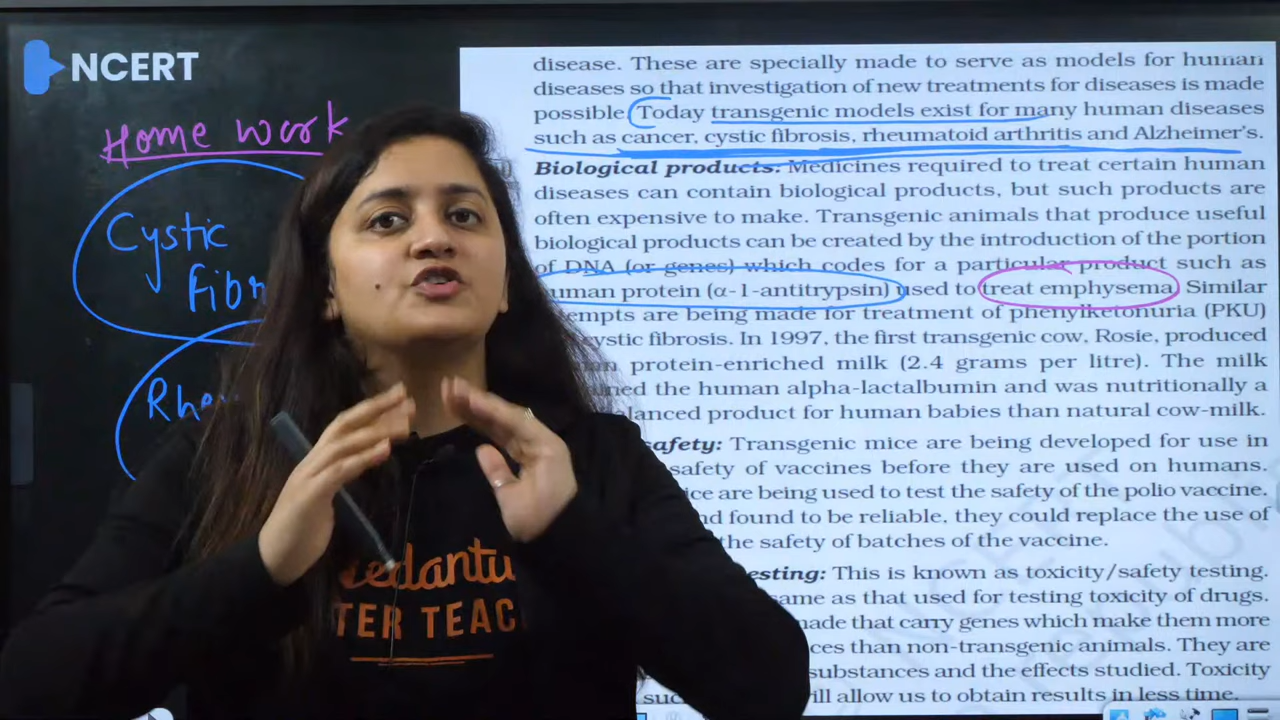 NCERT
Home work
Cystic
Fibr
Rheu
disease. These are specially made to serve as models for human
diseases so that investigation of new treatments for diseases is made
possible. Today transgenic models exist for many human diseases
such as cancer, cystic fibrosis, rheumatoid arthritis and Alzheimer's.
Biological products: Medicines required to treat certain human
diseases can contain biological products, but such products are
often expensive to make. Transgenic animals that produce useful
biological products can be created by the introduction of the portion
of DNA (or genes) which codes for a particular product such as
uman protein (α-1-antitrypsin) used to treat emphysema. Similar
tempts are being made for treatment of phenylketonuria (PKU)
cystic fibrosis. In 1997, the first transgenic cow, Rosie, produced
an protein-enriched milk (2.4 grams per litre). The milk
ned the human alpha-lactalbumin and was nutritionally a
alanced product for human babies than natural cow-milk.
safety: Transgenic mice are being developed for use in
safety of vaccines before they are used on humans.
ice are being used to test the safety of the polio vaccine.
nd found to be reliable, they could replace the use of
the safety of batches of the vaccine.
esting: This is known as toxicity/safety testing.
same as that used for testing toxicity of drugs.
nade that carry genes which make them more
ces than non-transgenic animals. They are
substances and the effects studied. Toxicity
suc ill allow us to obtain results in less time.
edantu
TER TEAC